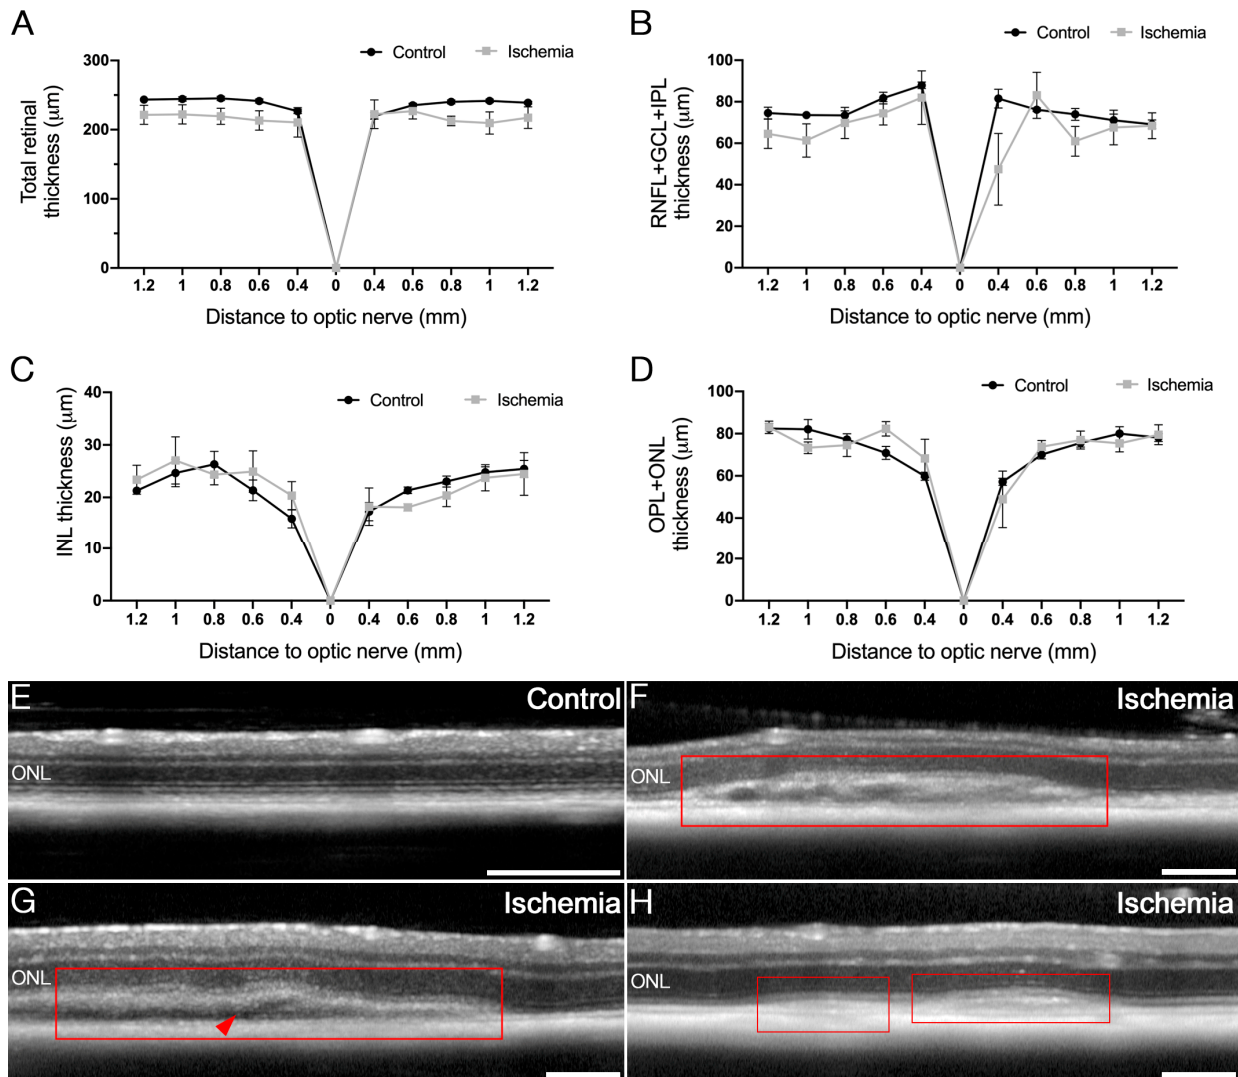 A
Control
Ischemia
Total retinal
thickness (μm)
300
200
100
0
1.2 1 0.8 0.6 0.4 0 0.4 0.6 0.8 1 1.2
Distance to optic nerve (mm)
B
Control
Ischemia
RNFL+GCL+IPL
thickness (μm)
100
80
60
40
20
0
1.2 1 0.8 0.6 0.4 0 0.4 0.6 0.8 1 1.2
Distance to optic nerve (mm)
C
Control
Ischemia
INL thickness (μm)
40
30
20
10
0
1.2 1 0.8 0.6 0.4 0 0.4 0.6 0.8 1 1.2
Distance to optic nerve (mm)
D
Control
Ischemia
OPL+ONL
thickness (μm)
100
80
60
40
20
0
1.2 1 0.8 0.6 0.4 0 0.4 0.6 0.8 1 1.2
Distance to optic nerve (mm)
E
Control
ONL
F
Ischemia
ONL
G
Ischemia
ONL
H
Ischemia
ONL